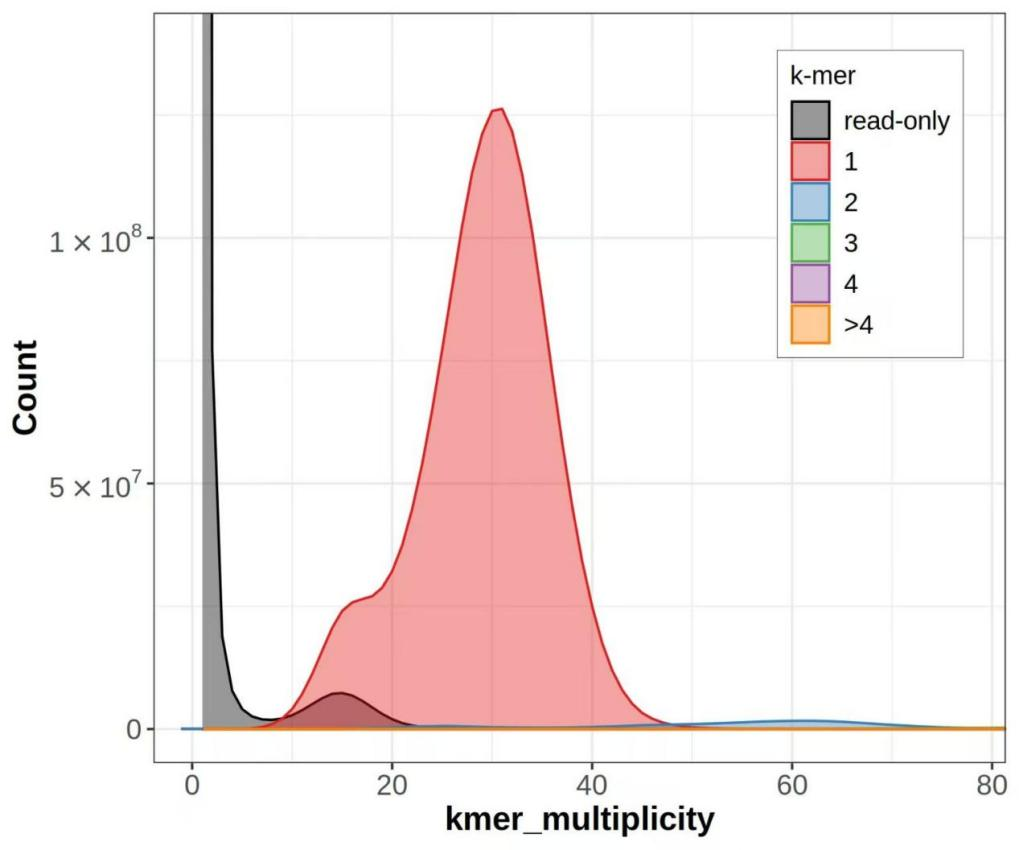 k-mer
read-only
1
2
3
4
>4
Count
1 × 10⁸
5 × 10⁷
0
0 20 40 60 80
kmer_multiplicity